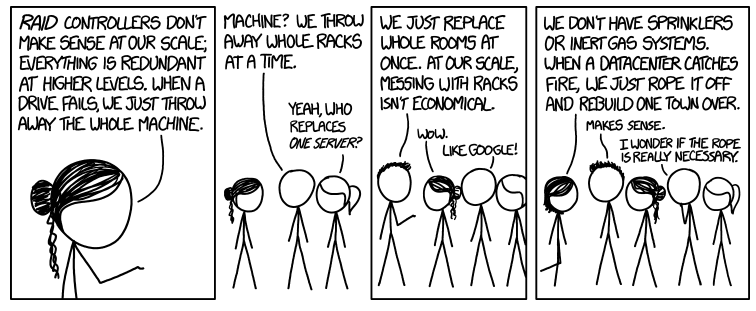 RAID CONTROLLERS DON'T
MAKE SENSE AT OUR SCALE;
EVERYTHING IS REDUNDANT
AT HIGHER LEVELS. WHEN A
DRIVE FAILS, WE JUST THROW
AWAY THE WHOLE MACHINE.
MACHINE? WE THROW
AWAY WHOLE RACKS
AT A TIME.
YEAH, WHO
REPLACES
ONE SERVER?
WE JUST REPLACE
WHOLE ROOMS AT
ONCE. AT OUR SCALE,
MESSING WITH RACKS
ISN'T ECONOMICAL.
WOW.
LIKE GOOGLE!
WE DON'T HAVE SPRINKLERS
OR INERT GAS SYSTEMS.
WHEN A DATACENTER CATCHES
FIRE, WE JUST ROPE IT OFF
AND REBUILD ONE TOWN OVER.
MAKES SENSE.
I WONDER IF THE ROPE
IS REALLY NECESSARY.